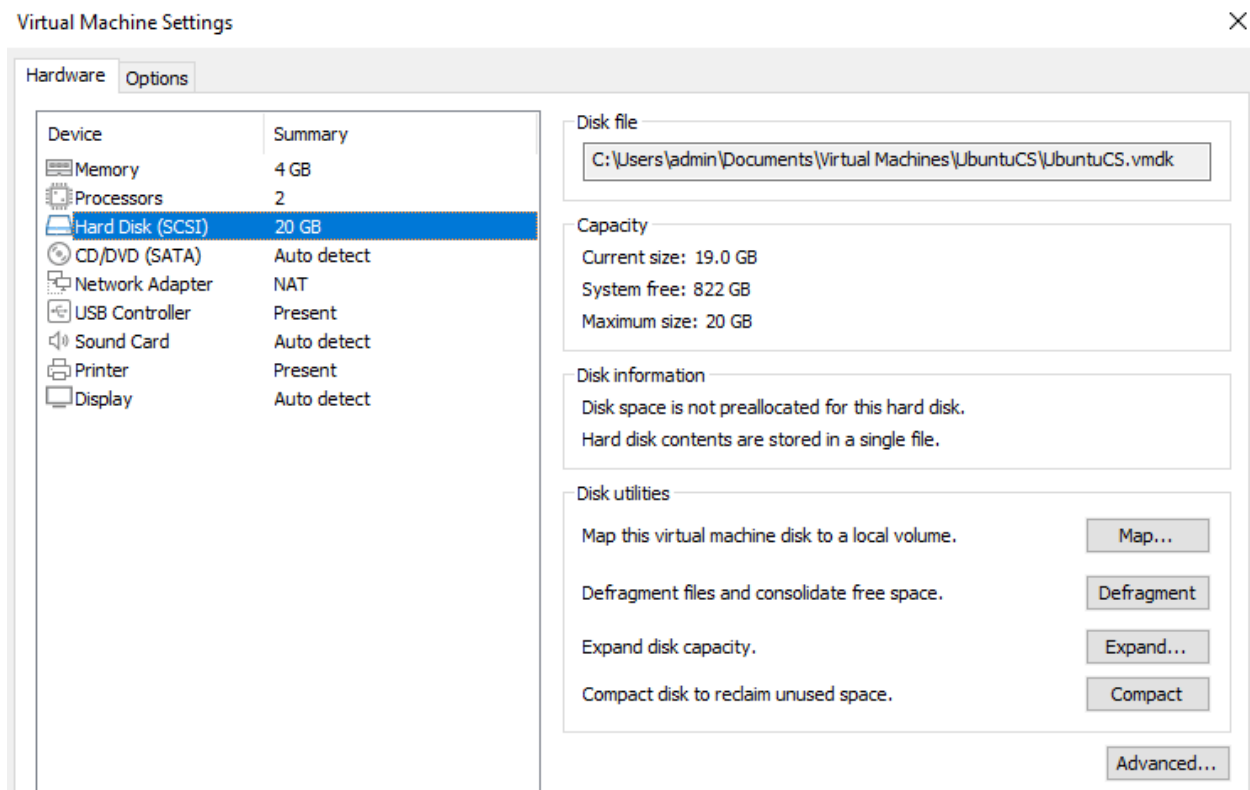 Virtual Machine Settings
Hardware Options
Device Summary
Memory 4 GB
Processors 2
Hard Disk (SCSI) 20 GB
CD/DVD (SATA) Auto detect
Network Adapter NAT
USB Controller Present
Sound Card Auto detect
Printer Present
Display Auto detect
Disk file
C:\Users\admin\Documents\Virtual Machines\UbuntuCS\UbuntuCS.vmdk
Capacity
Current size: 19.0 GB
System free: 822 GB
Maximum size: 20 GB
Disk information
Disk space is not preallocated for this hard disk.
Hard disk contents are stored in a single file.
Disk utilities
Map this virtual machine disk to a local volume. Map...
Defragment files and consolidate free space. Defragment
Expand disk capacity. Expand...
Compact disk to reclaim unused space. Compact
Advanced...